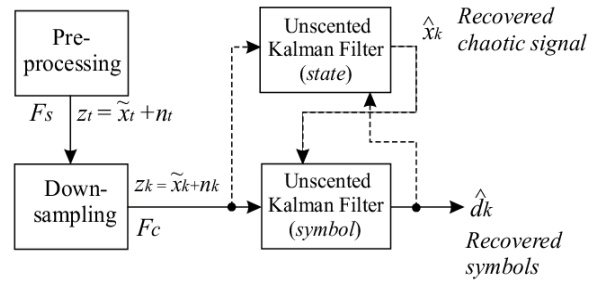 Pre-
processing
Unscented
Kalman Filter
(state)
x̂k
Recovered
chaotic signal
Fs
zt = x̃t +nt
Down-
sampling
zk = x̃k+nk
Fc
Unscented
Kalman Filter
(symbol)
d̂k
Recovered
symbols